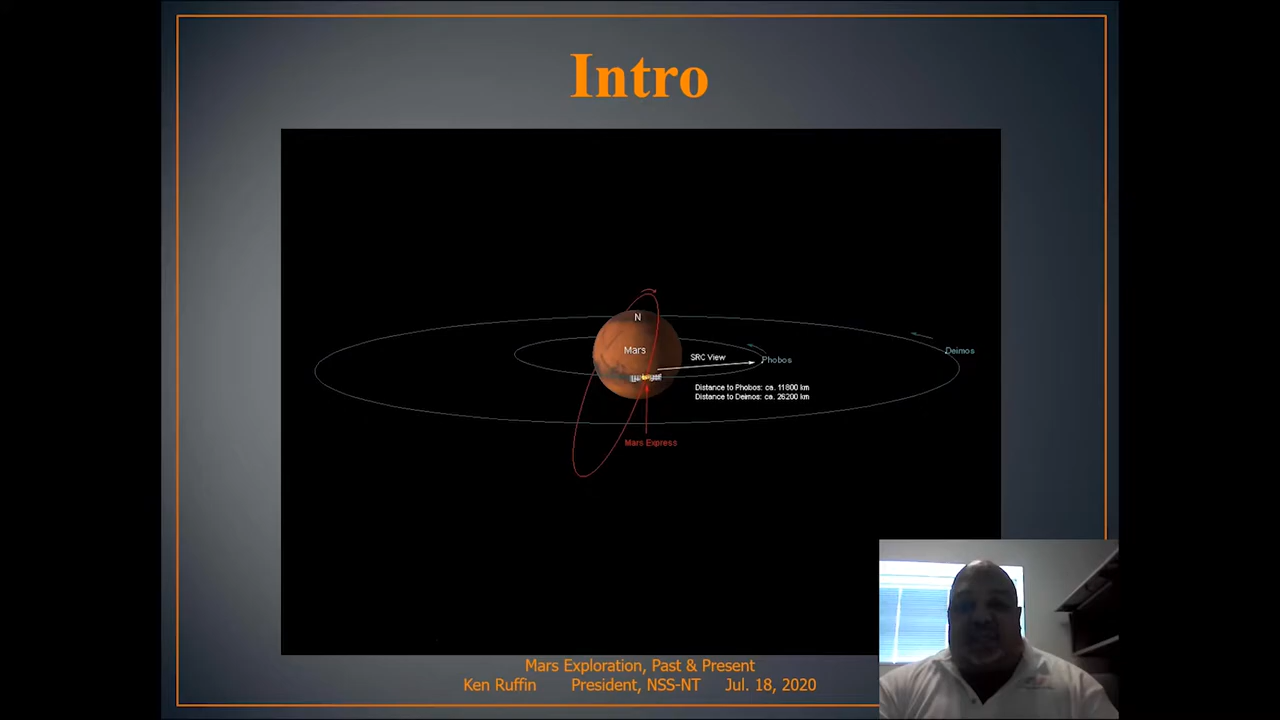 Intro
N
Mars
SRC View
Phobos
Deimos
Distance to Phobos: ca. 11800 km
Distance to Deimos: ca. 26200 km
Mars Express
Mars Exploration, Past & Present
Ken Ruffin President, NSS-NT Jul. 18, 2020